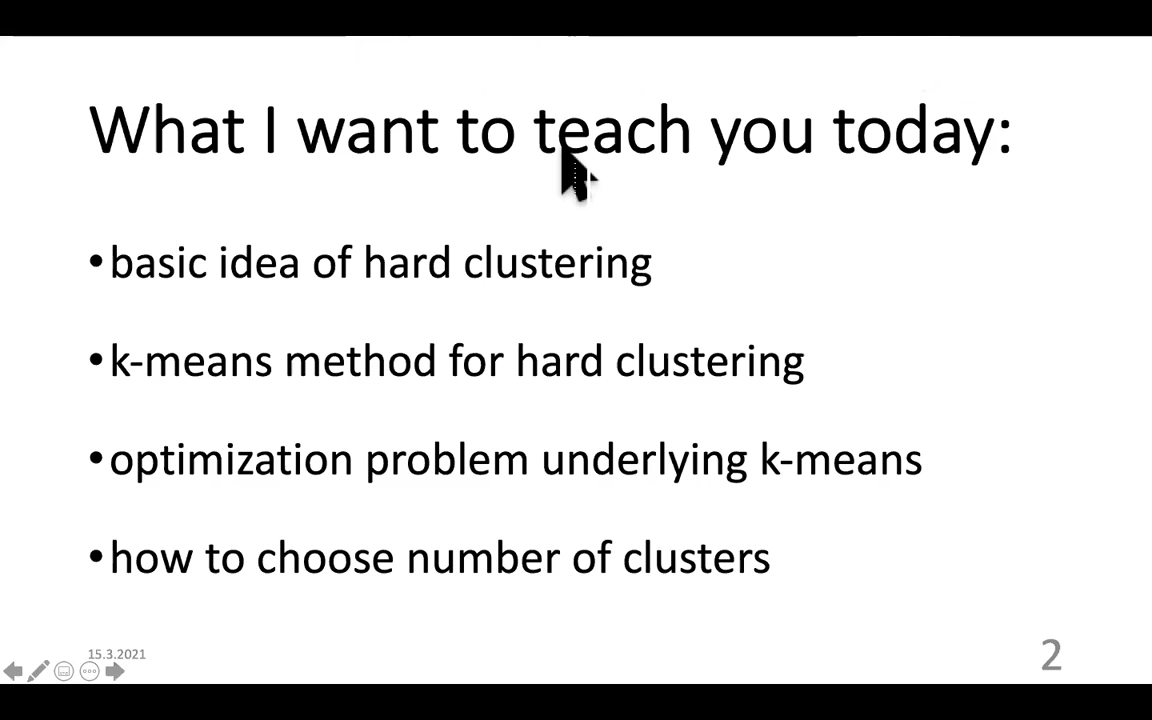 What I want to teach you today:
•basic idea of hard clustering
•k-means method for hard clustering
•optimization problem underlying k-means
•how to choose number of clusters
15.3.2021
2